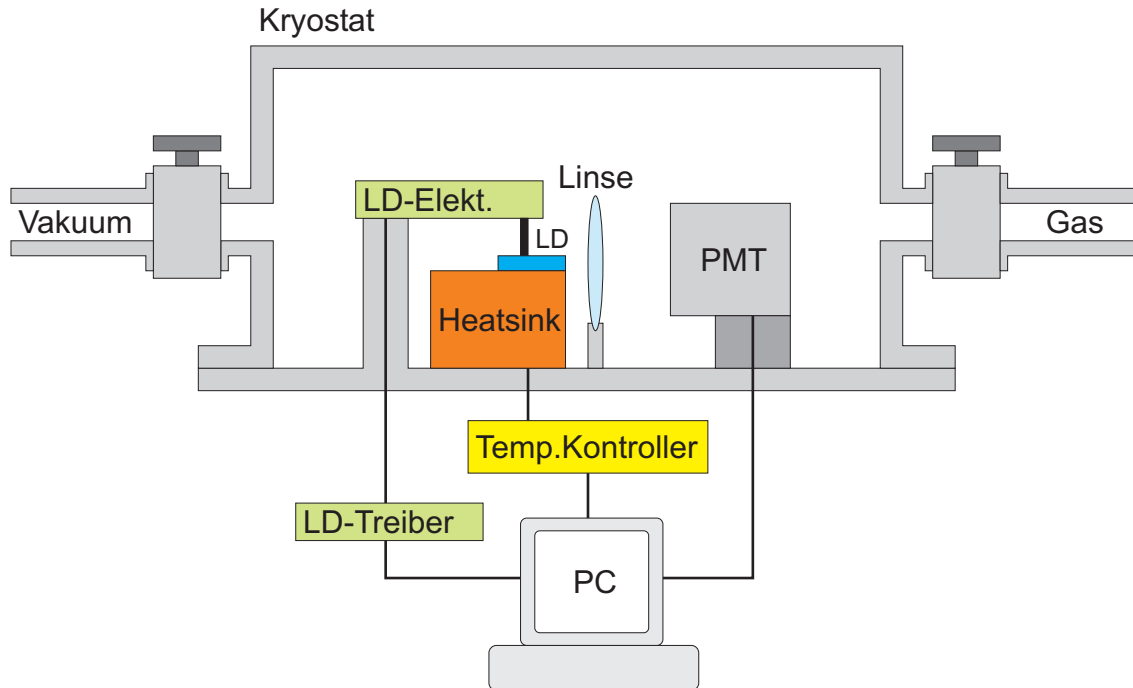 Kryostat
Vakuum
LD-Elekt.
Linse
LD
PMT
Gas
Heatsink
Temp.Kontroller
LD-Treiber
PC